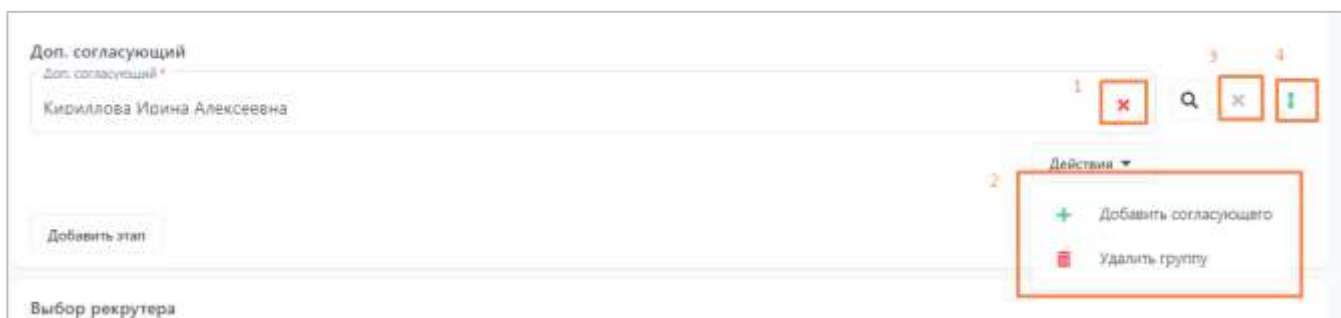 Доп. согласующий
3 4
Доп. согласующий *
1
Кириллова Ирина Алексеевна
Действия
2
Добавить согласующего
Добавить этап
Удалить группу
Выбор рекрутера